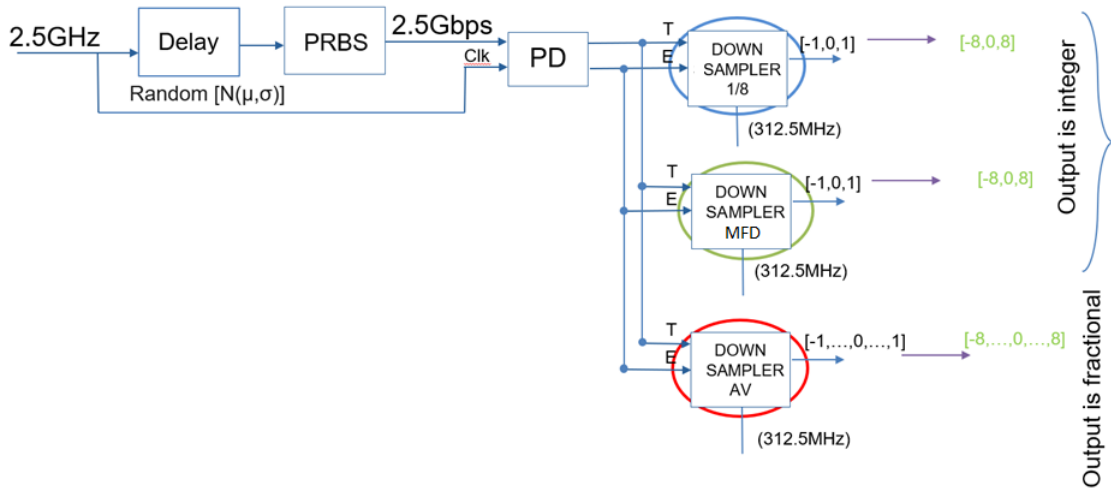 2.5GHz
Delay
PRBS
2.5Gbps
Clk
PD
Random [N(μ,σ)]
T
E
DOWN
SAMPLER
1/8
[-1,0,1]
[-8,0,8]
(312.5MHz)
T
E
DOWN
SAMPLER
MFD
[-1,0,1]
[-8,0,8]
(312.5MHz)
T
E
DOWN
SAMPLER
AV
[-1,...,0,...,1]
[-8,...,0,...,8]
(312.5MHz)
Output is integer
Output is fractional